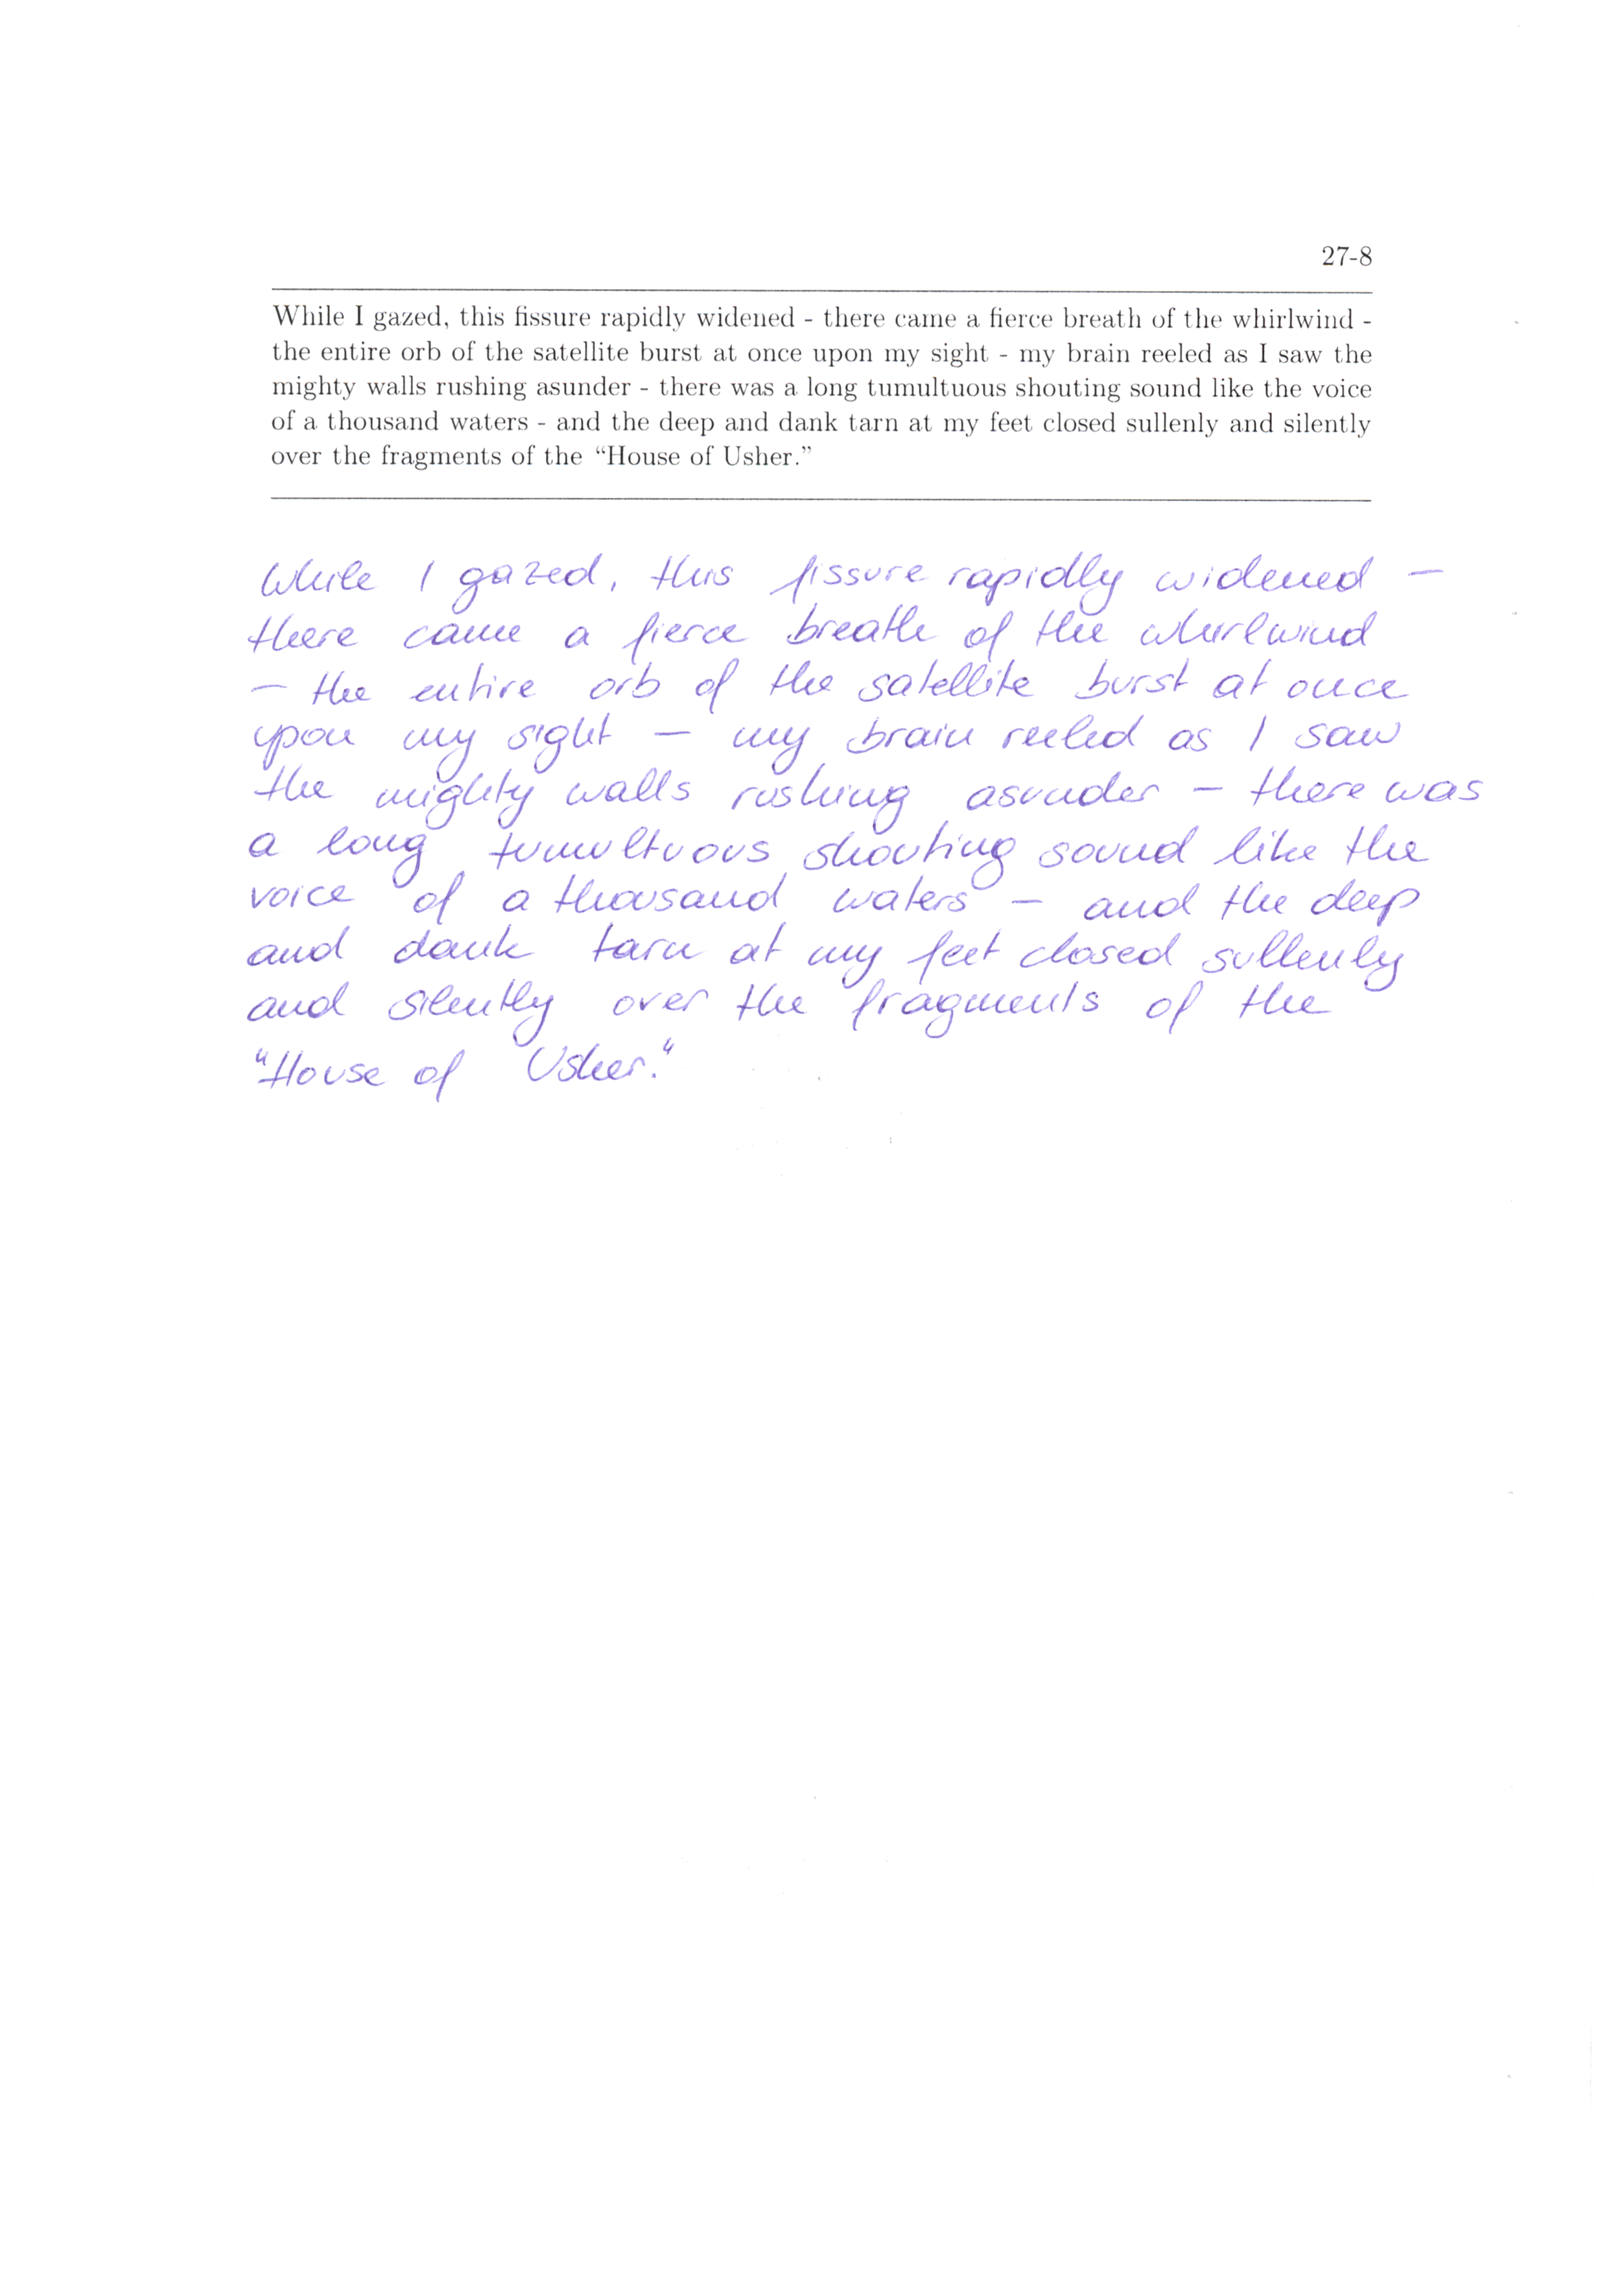 27-8
While I gazed, this fissure rapidly widened - there came a fierce breath of the whirlwind -
the entire orb of the satellite burst at once upon my sight - my brain reeled as I saw the
mighty walls rushing asunder - there was a long tumultuous shouting sound like the voice
of a thousand waters - and the deep and dank tarn at my feet closed sullenly and silently
over the fragments of the “House of Usher.”
While I gazed, this fissure rapidly widened –
there came a fierce breath of the whirlwind
– the entire orb of the satellite burst at once
upon my sight – my brain reeled as I saw
the mighty walls rushing asunder – there was
a long tumultuous shouting sound like the
voice of a thousand waters – and the deep
and dank tarn at my feet closed sullenly
and silently over the fragments of the
"House of Usher."